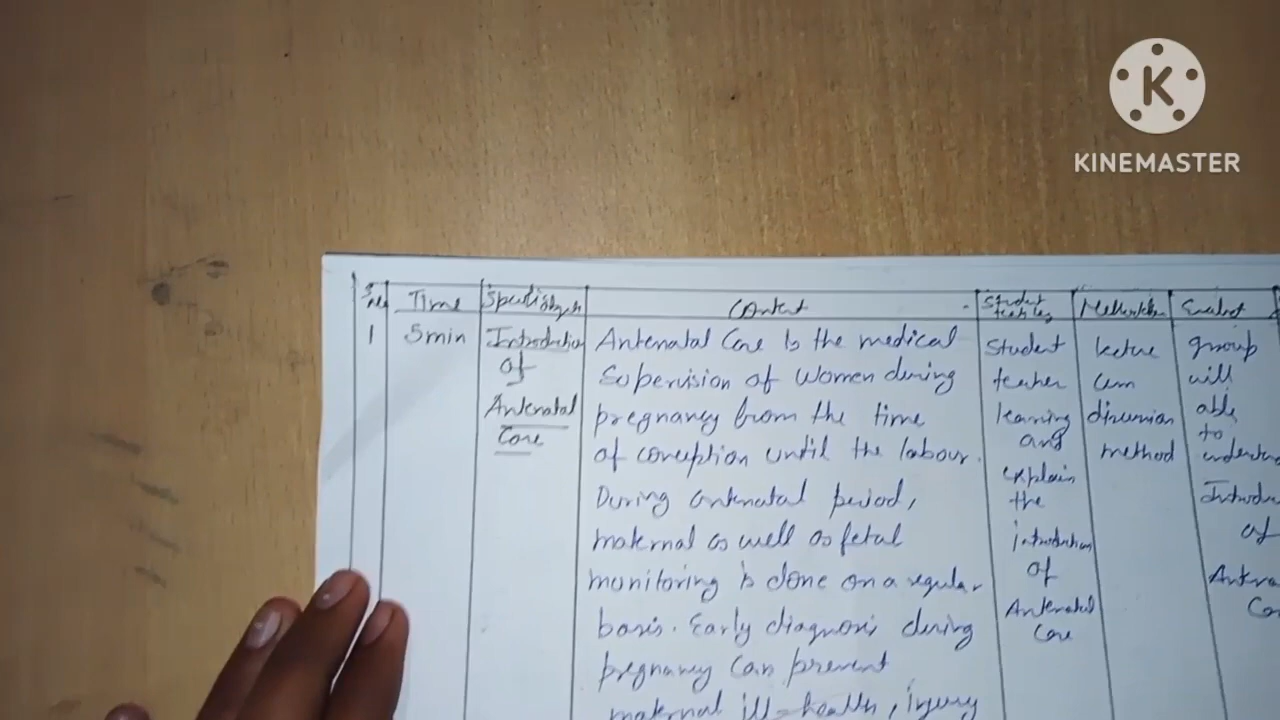 KINEMASTER
S.No Time Content Student
1 5min Introduction Antenatal Care is the medical student lecture group
of supervision of women during teacher cum will
Antenatal pregnancy from the time learning discussion able
Care of conception until the labour. and method to
explain
During antenatal period, the
maternal as well as fetal introduction of
monitoring is done on a regular of
basis. Early diagnosis during Antenatal
pregnancy can prevent Care
maternal ill-health, injury